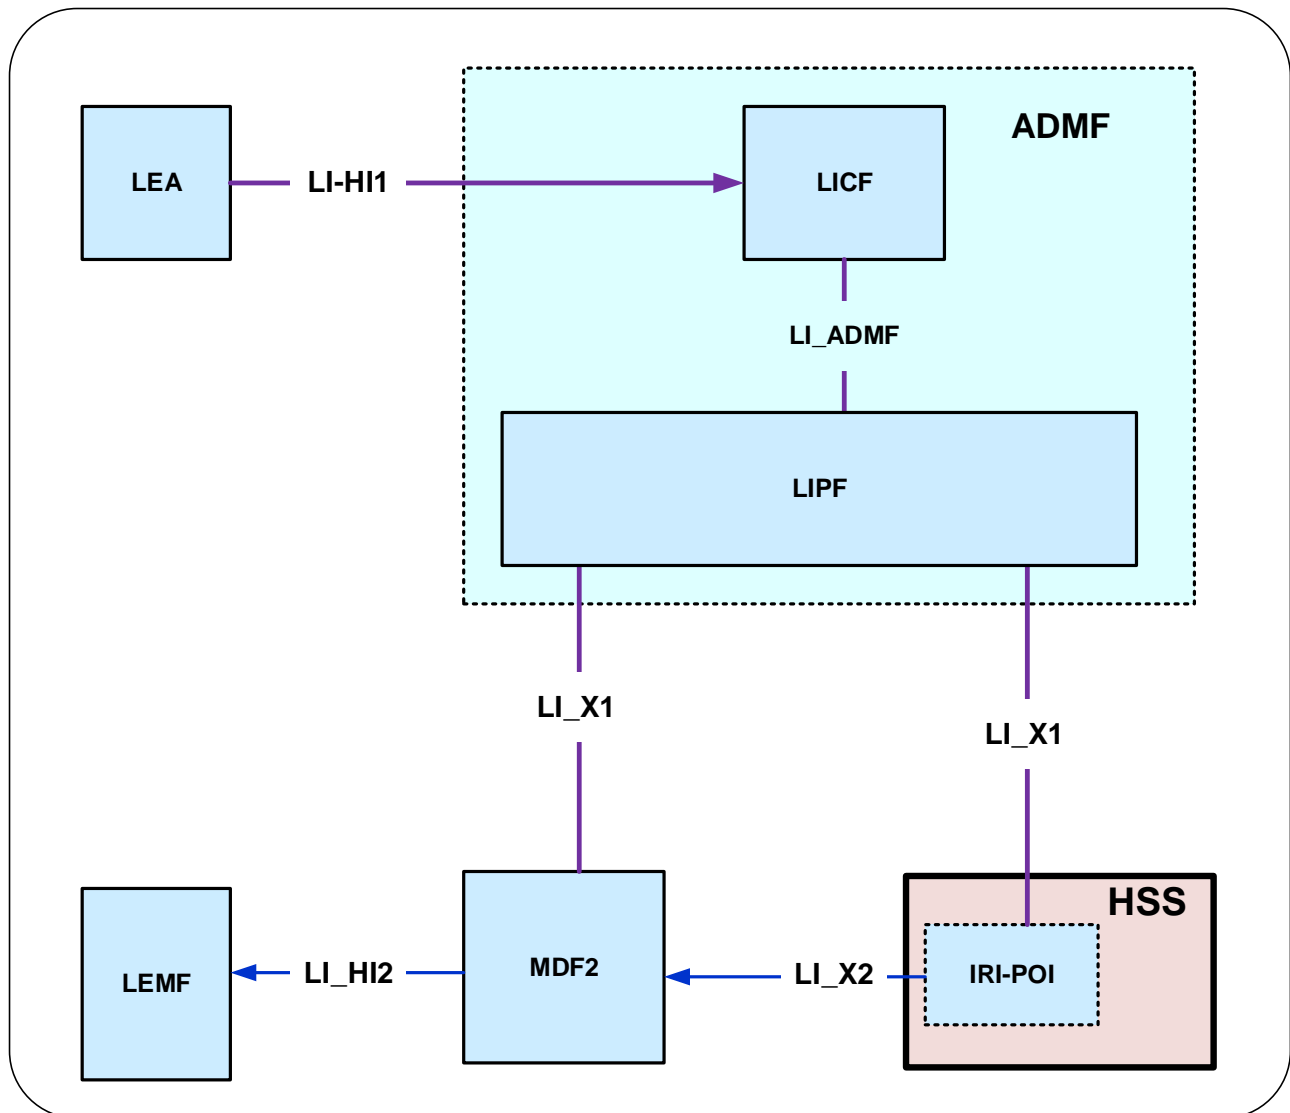 ADMF
LEA
LI-HI1
LICF
LI_ADMF
LIPF
LI_X1
LI_X1
HSS
LEMF
LI_HI2
MDF2
LI_X2
IRI-POI